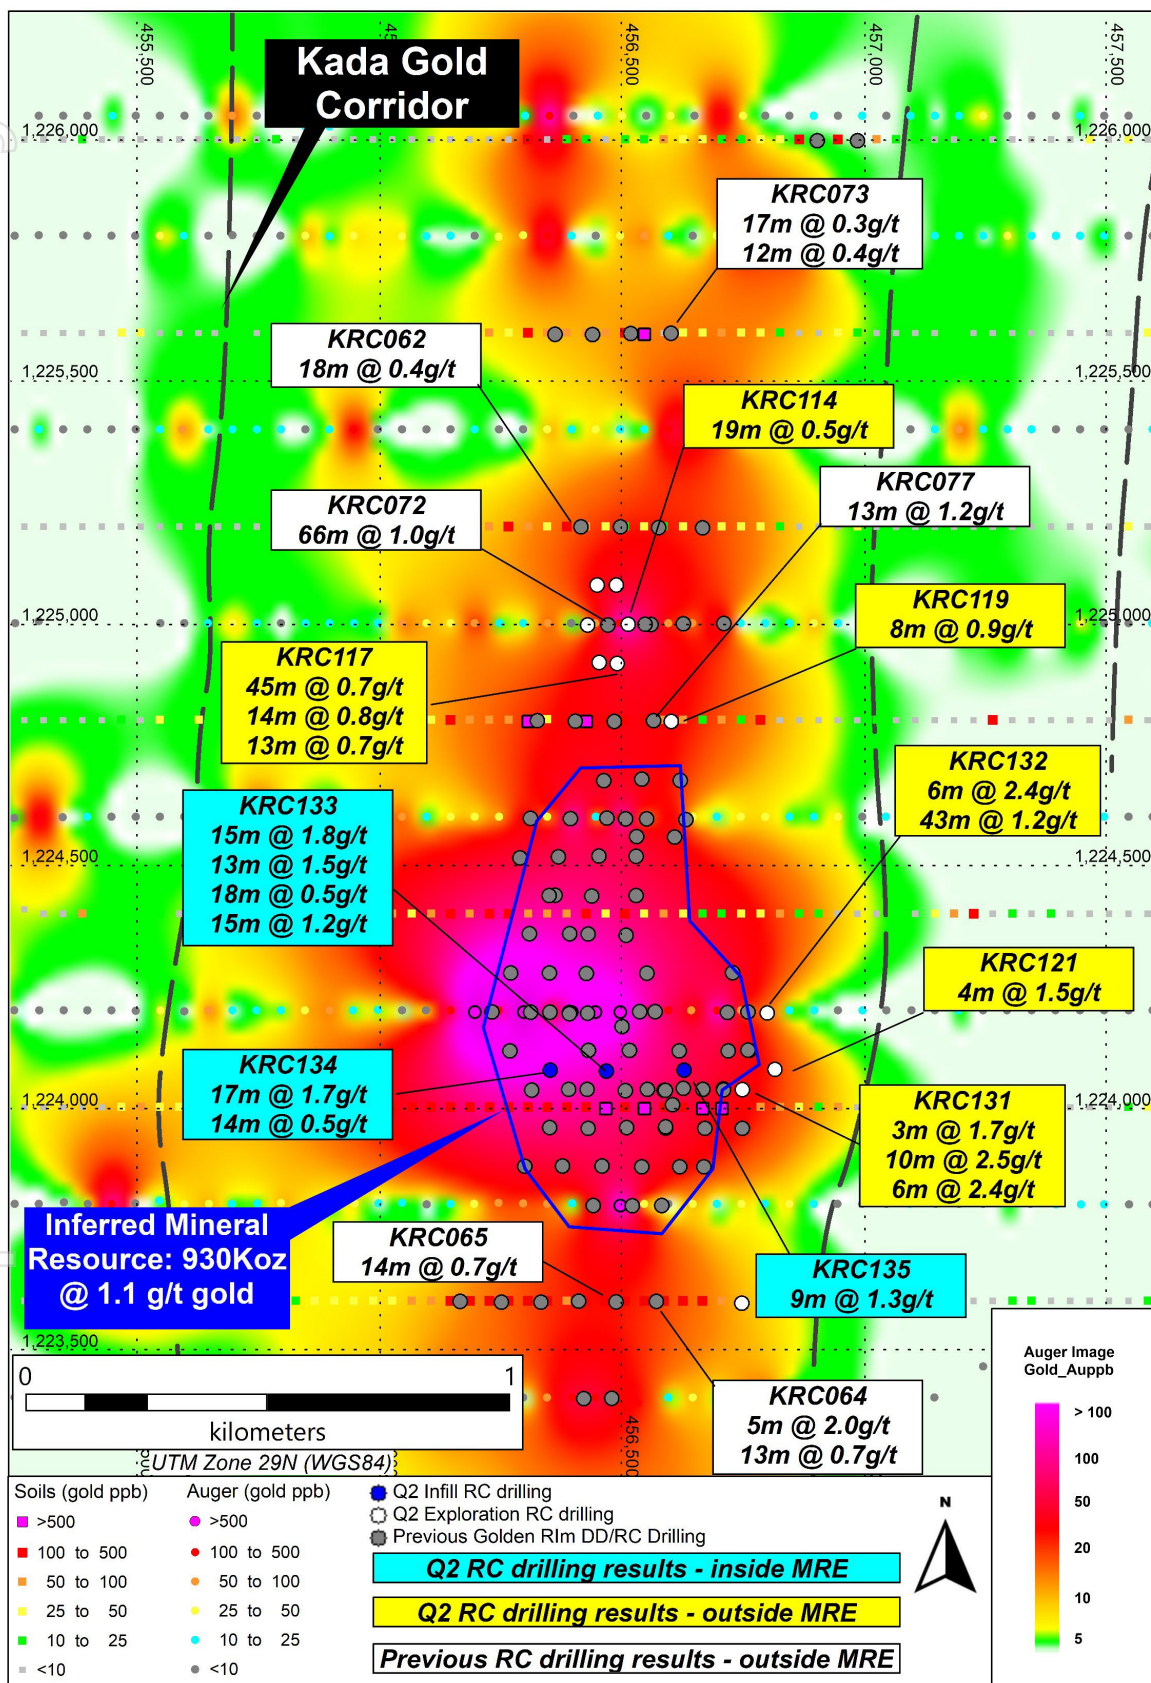 455,500
456,500
457,000
457,500
Kada Gold
Corridor
1,226,000
1,226,000
KRC073
17m @ 0.3g/t
12m @ 0.4g/t
KRC062
18m @ 0.4g/t
1,225,500
1,225,500
KRC114
19m @ 0.5g/t
KRC077
13m @ 1.2g/t
KRC072
66m @ 1.0g/t
KRC119
8m @ 0.9g/t
1,225,000
1,225,000
KRC117
45m @ 0.7g/t
14m @ 0.8g/t
13m @ 0.7g/t
KRC132
6m @ 2.4g/t
43m @ 1.2g/t
KRC133
15m @ 1.8g/t
13m @ 1.5g/t
18m @ 0.5g/t
15m @ 1.2g/t
1,224,500
1,224,500
KRC121
4m @ 1.5g/t
KRC134
17m @ 1.7g/t
14m @ 0.5g/t
KRC131
3m @ 1.7g/t
10m @ 2.5g/t
6m @ 2.4g/t
1,224,000
1,224,000
Inferred Mineral
Resource: 930Koz
@ 1.1 g/t gold
KRC065
14m @ 0.7g/t
KRC135
9m @ 1.3g/t
1,223,500
KRC064
5m @ 2.0g/t
13m @ 0.7g/t
0 1
kilometers
456,500
UTM Zone 29N (WGS84)
Auger Image
Gold_Auppb
> 100
100
50
20
10
5
Soils (gold ppb)
>500
100 to 500
50 to 100
25 to 50
10 to 25
<10
Auger (gold ppb)
>500
100 to 500
50 to 100
25 to 50
10 to 25
<10
Q2 Infill RC drilling
Q2 Exploration RC drilling
Previous Golden RIm DD/RC Drilling
Q2 RC drilling results - inside MRE
Q2 RC drilling results - outside MRE
Previous RC drilling results - outside MRE
N